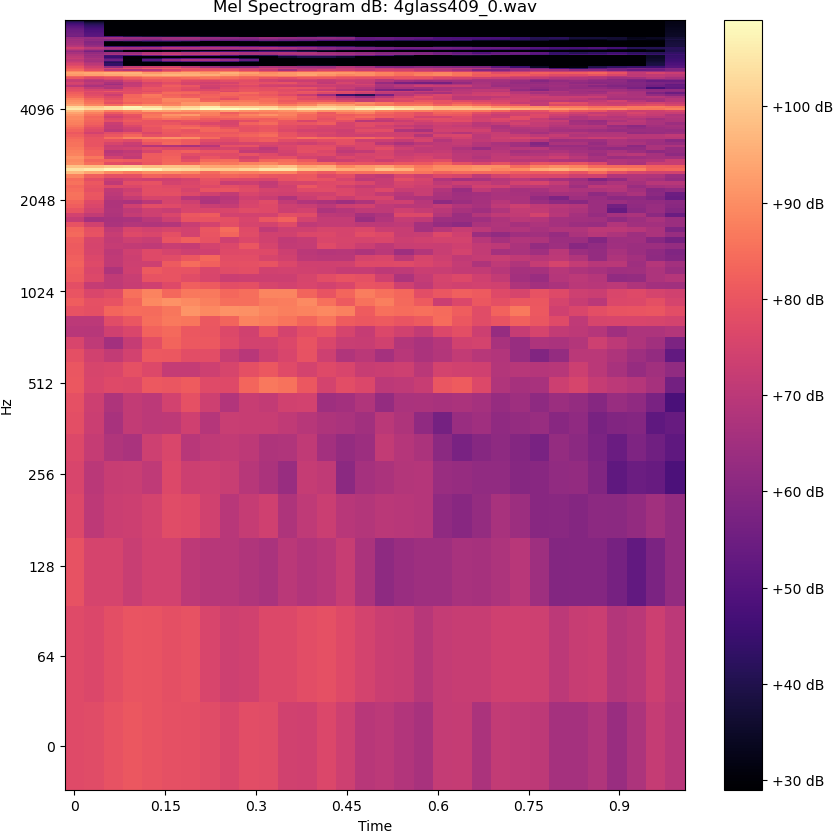 Mel Spectrogram dB: 4glass409_0.wav
4096
2048
1024
512
256
128
64
0
Hz
0 0.15 0.3 0.45 0.6 0.75 0.9
Time
+100 dB
+90 dB
+80 dB
+70 dB
+60 dB
+50 dB
+40 dB
+30 dB